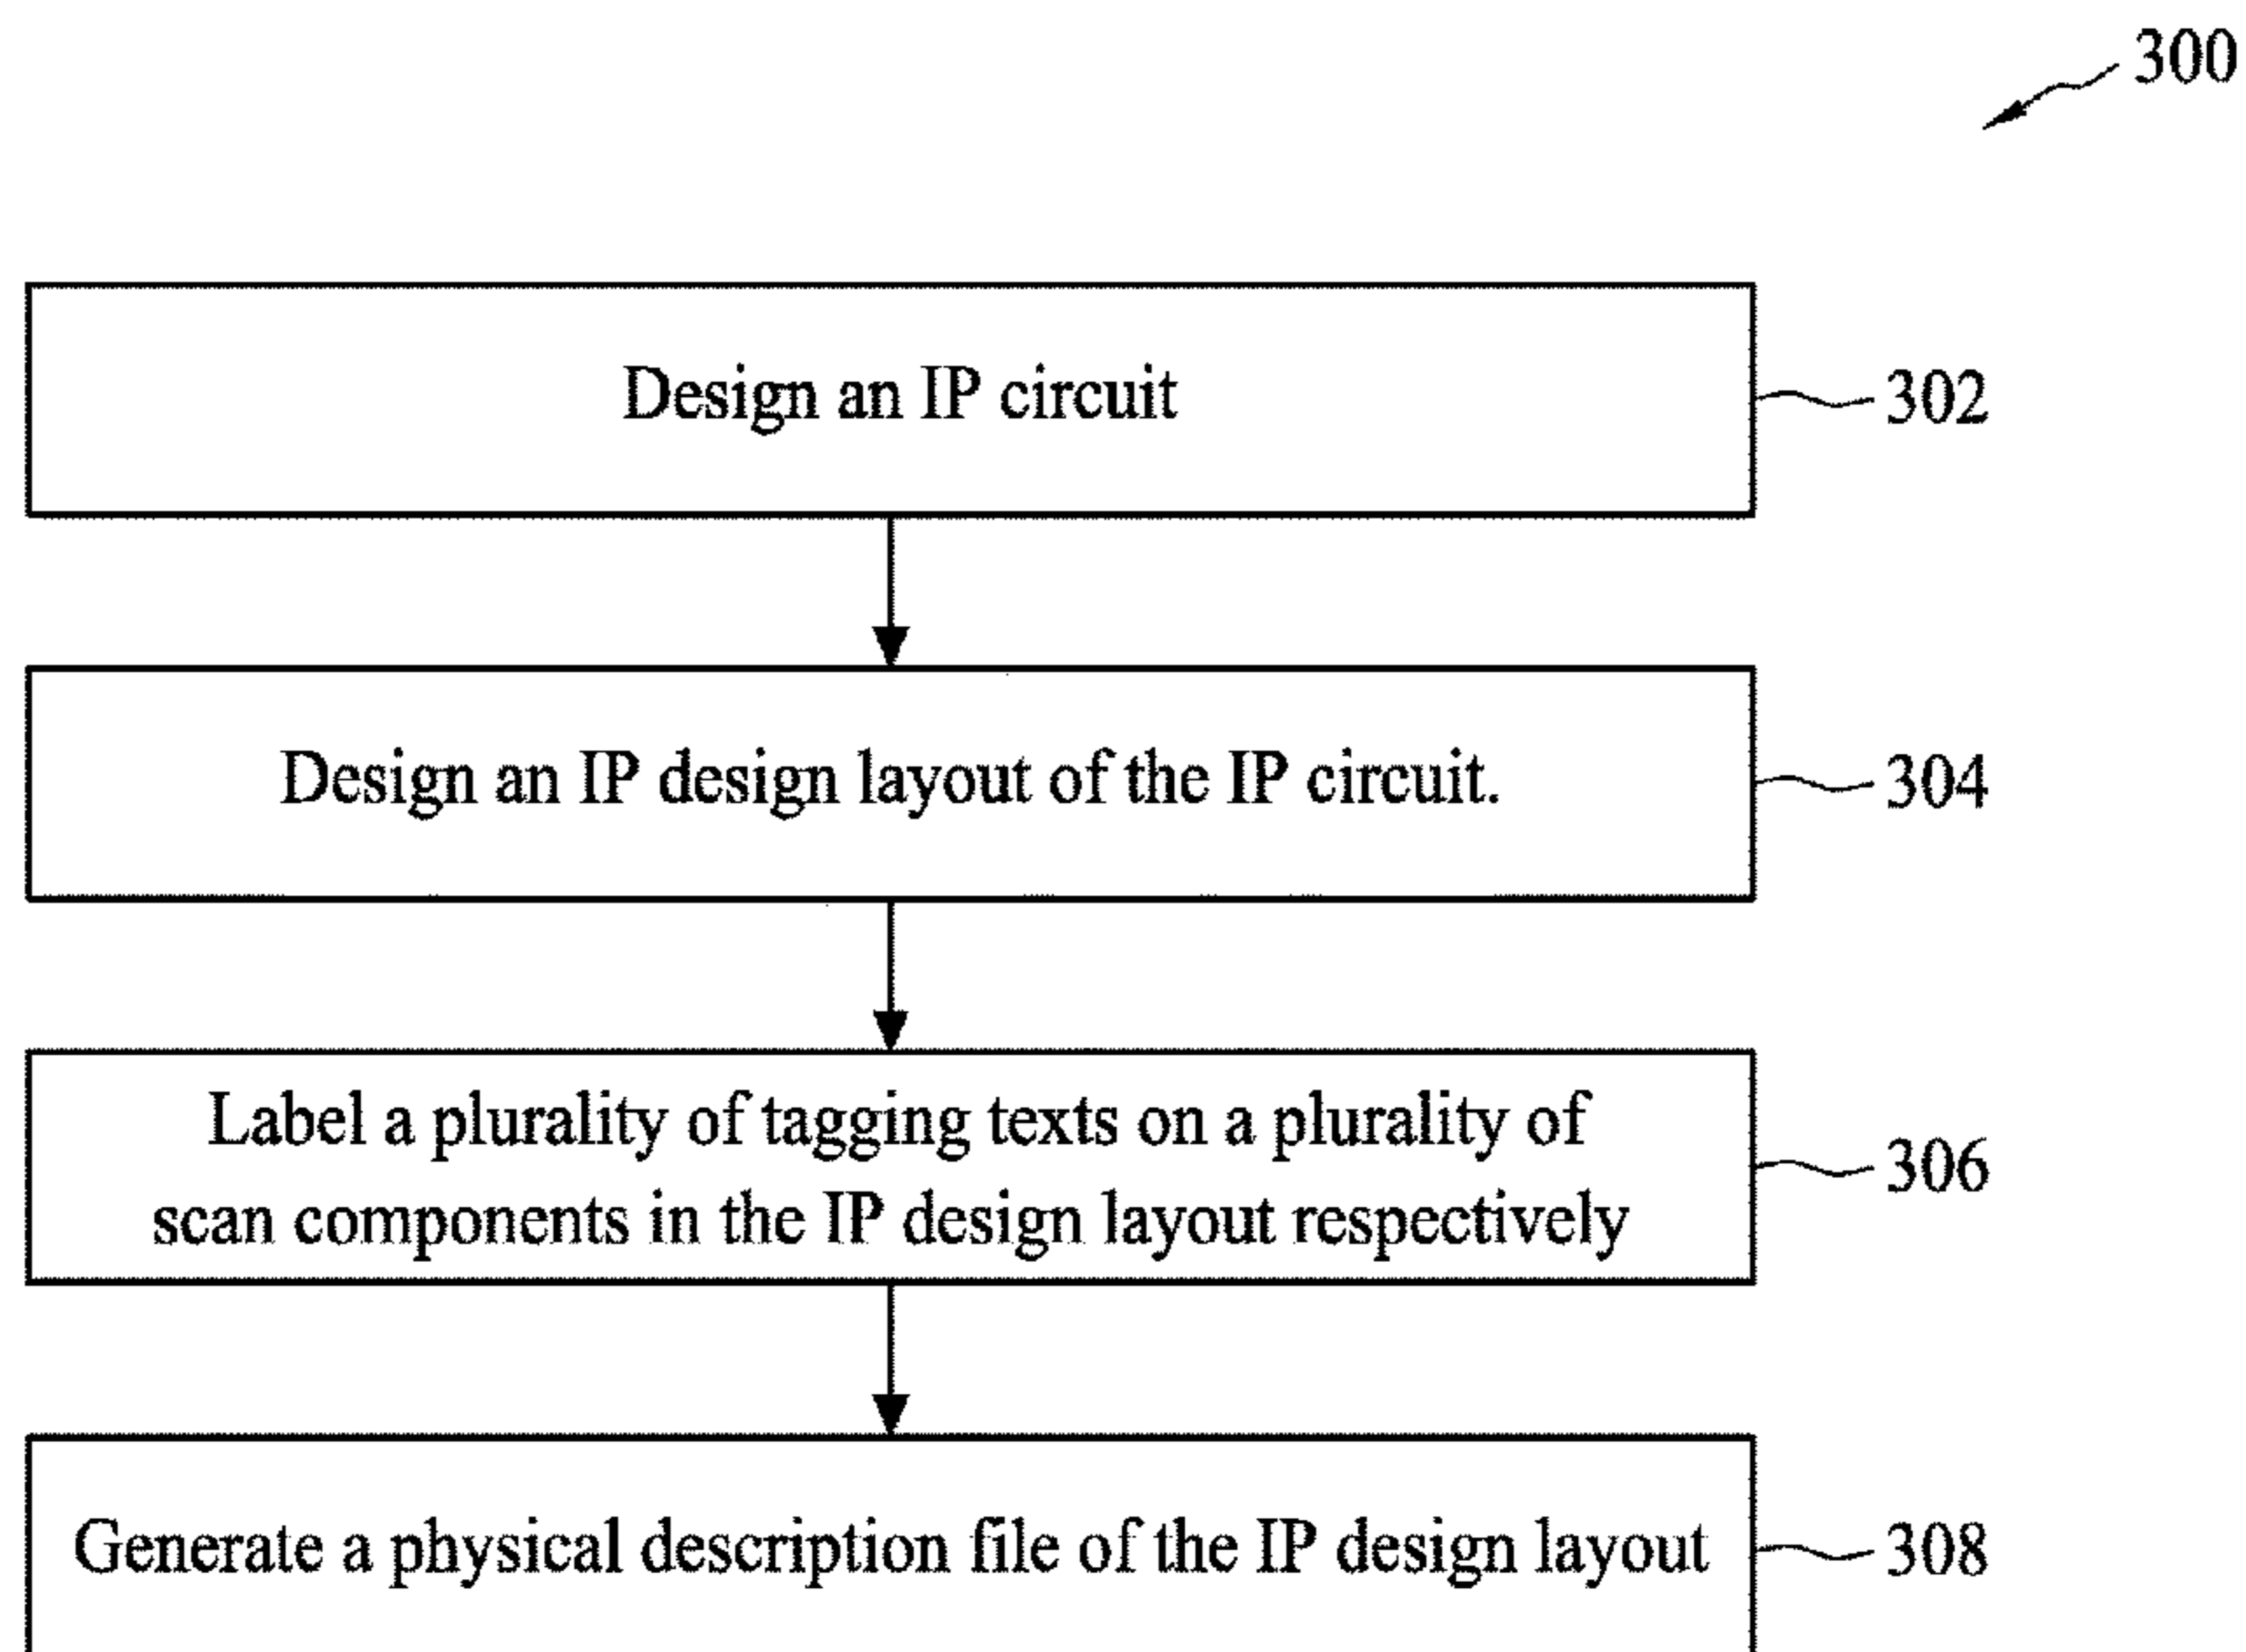 300
Design an IP circuit
302
Design an IP design layout of the IP circuit.
304
Label a plurality of tagging texts on a plurality of
scan components in the IP design layout respectively
306
Generate a physical description file of the IP design layout
308